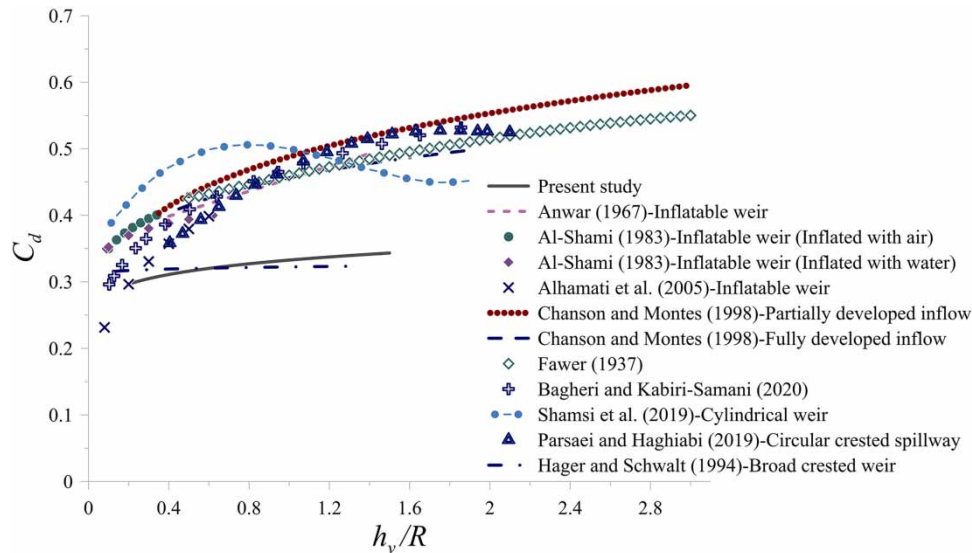 0.7
0.6
0.5
0.4
0.3
0.2
0.1
0
C_d
Present study
Anwar (1967)-Inflatable weir
Al-Shami (1983)-Inflatable weir (Inflated with air)
Al-Shami (1983)-Inflatable weir (Inflated with water)
Alhamati et al. (2005)-Inflatable weir
Chanson and Montes (1998)-Partially developed inflow
Chanson and Montes (1998)-Fully developed inflow
Fawer (1937)
Bagheri and Kabiri-Samani (2020)
Shamsi et al. (2019)-Cylindrical weir
Parsaei and Haghiabi (2019)-Circular crested spillway
Hager and Schwalt (1994)-Broad crested weir
0 0.4 0.8 1.2 1.6 2 2.4 2.8
h_v/R